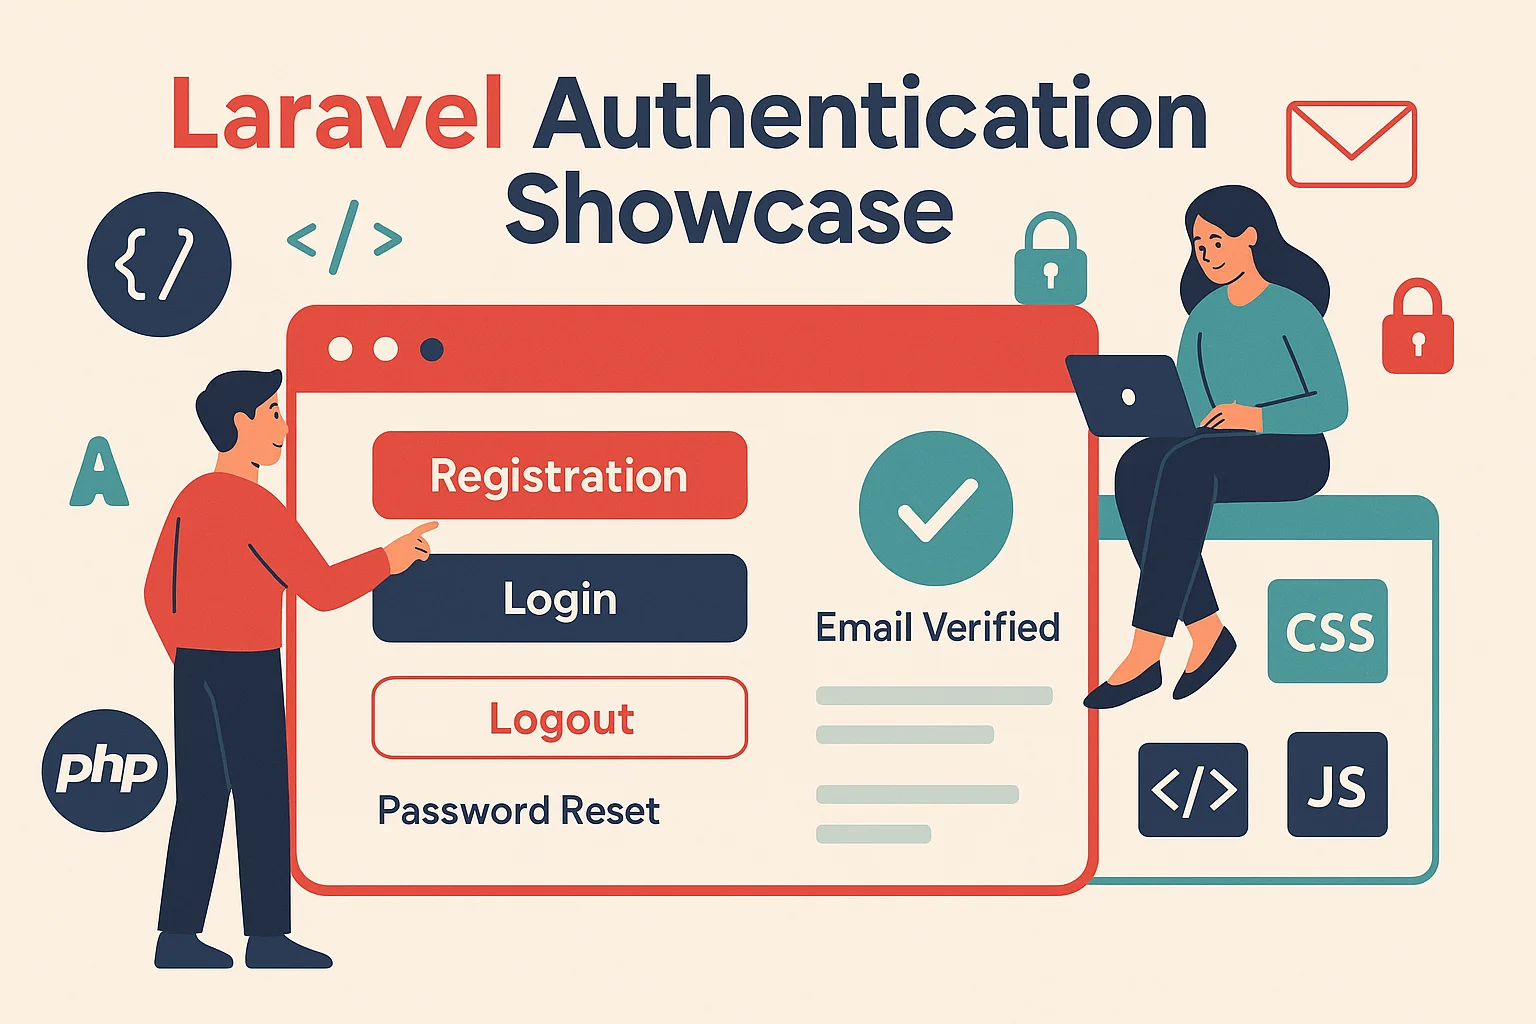 Laravel Authentication
Showcase
{/
</>
A
Registration
Login
Logout
Password Reset
Email Verified
php
CSS
</>
JS